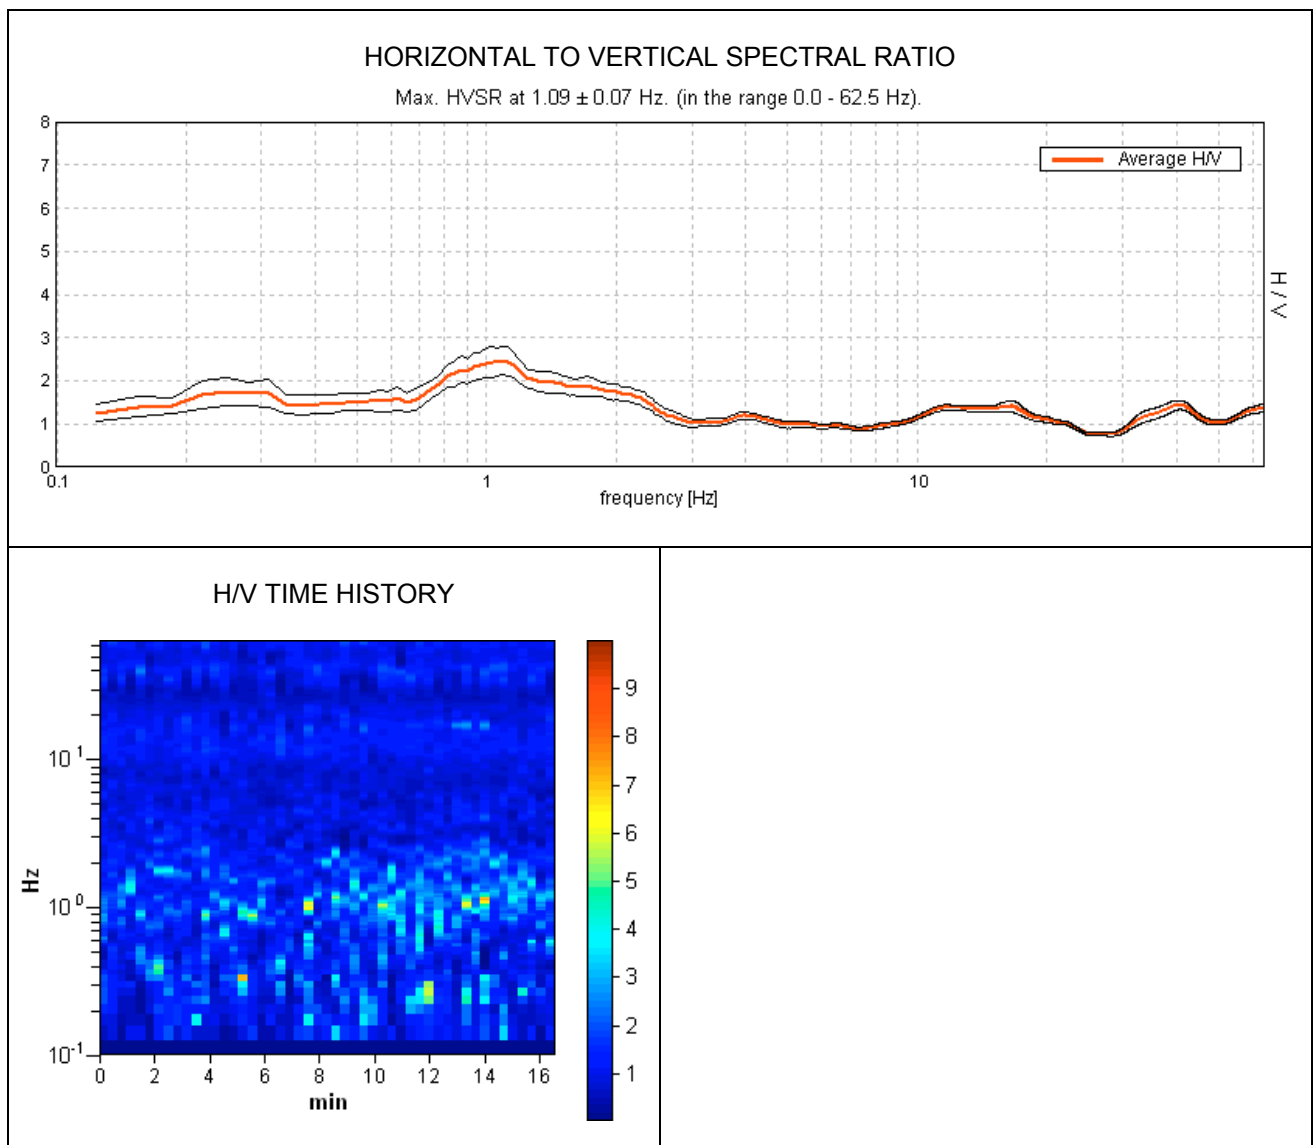 HORIZONTAL TO VERTICAL SPECTRAL RATIO
Max. HVSR at 1.09 ± 0.07 Hz. (in the range 0.0 - 62.5 Hz).
8
7
6
5
4
3
2
1
0
Average H/V
H / V
0.1 1 10
frequency [Hz]
H/V TIME HISTORY
Hz
10¹
10⁰
10⁻¹
0 2 4 6 8 10 12 14 16
min
9
8
7
6
5
4
3
2
1